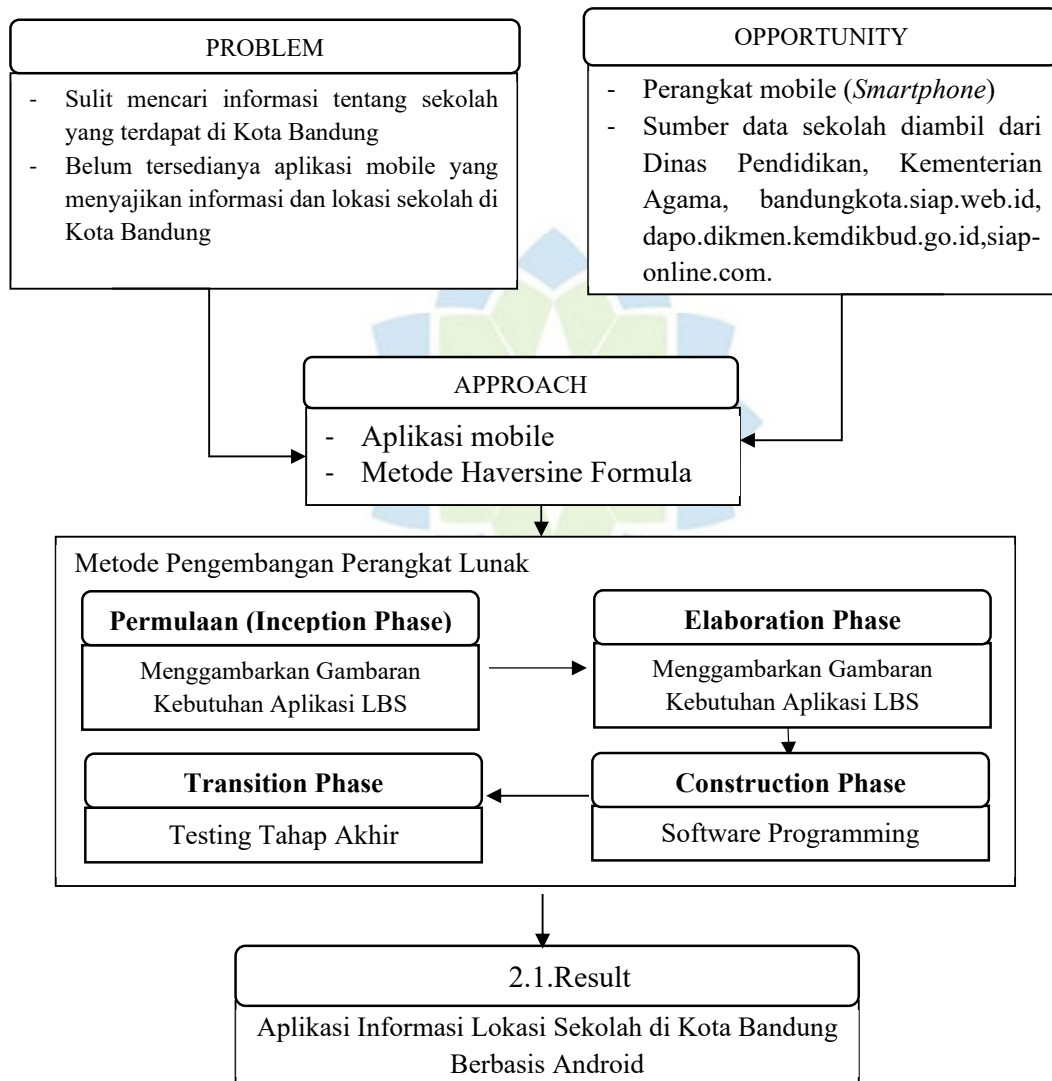 PROBLEM
- Sulit mencari informasi tentang sekolah
yang terdapat di Kota Bandung
- Belum tersedianya aplikasi mobile yang
menyajikan informasi dan lokasi sekolah di
Kota Bandung
OPPORTUNITY
- Perangkat mobile (Smartphone)
- Sumber data sekolah diambil dari
Dinas Pendidikan, Kementerian
Agama, bandungkota.siap.web.id,
dapo.dikmen.kemdikbud.go.id,siap-
online.com.
APPROACH
- Aplikasi mobile
- Metode Haversine Formula
Metode Pengembangan Perangkat Lunak
Permulaan (Inception Phase)
Menggambarkan Gambaran
Kebutuhan Aplikasi LBS
Elaboration Phase
Menggambarkan Gambaran
Kebutuhan Aplikasi LBS
Transition Phase
Testing Tahap Akhir
Construction Phase
Software Programming
2.1.Result
Aplikasi Informasi Lokasi Sekolah di Kota Bandung
Berbasis Android